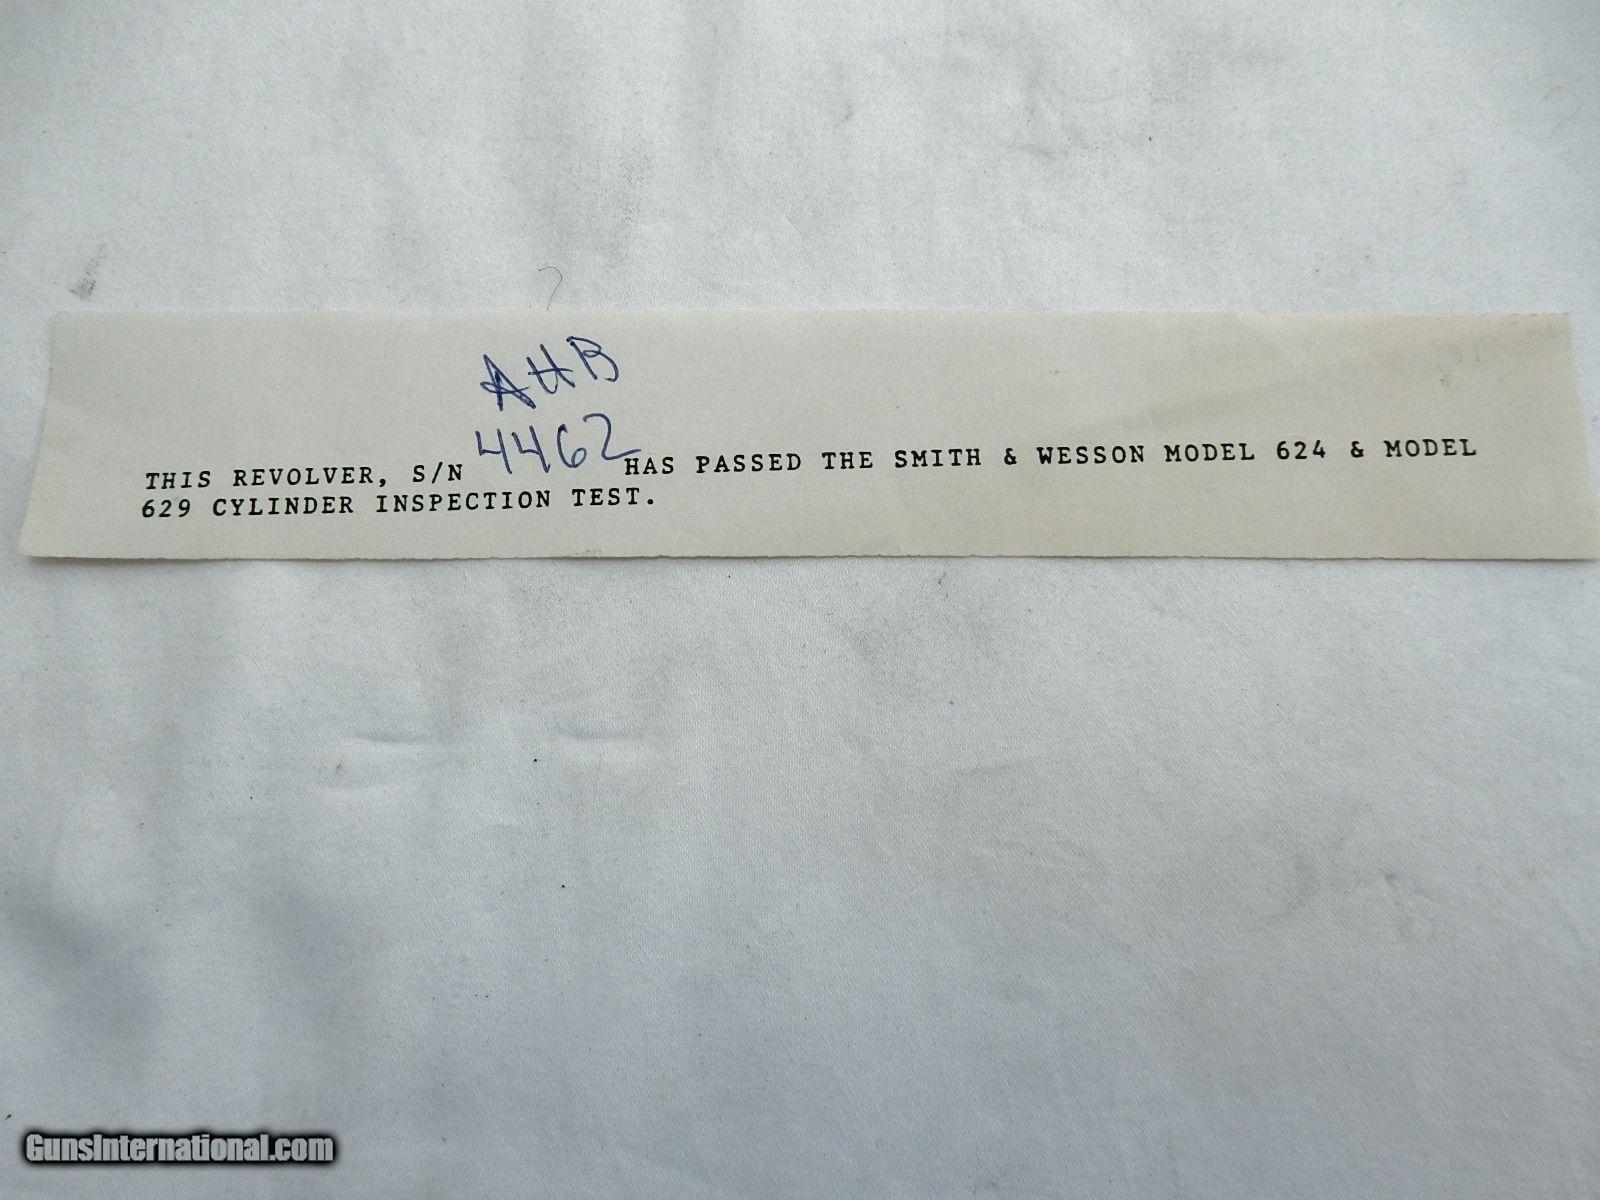 AHB
THIS REVOLVER, S/N 4462 HAS PASSED THE SMITH & WESSON MODEL 624 & MODEL
629 CYLINDER INSPECTION TEST.
GunsInternational.com